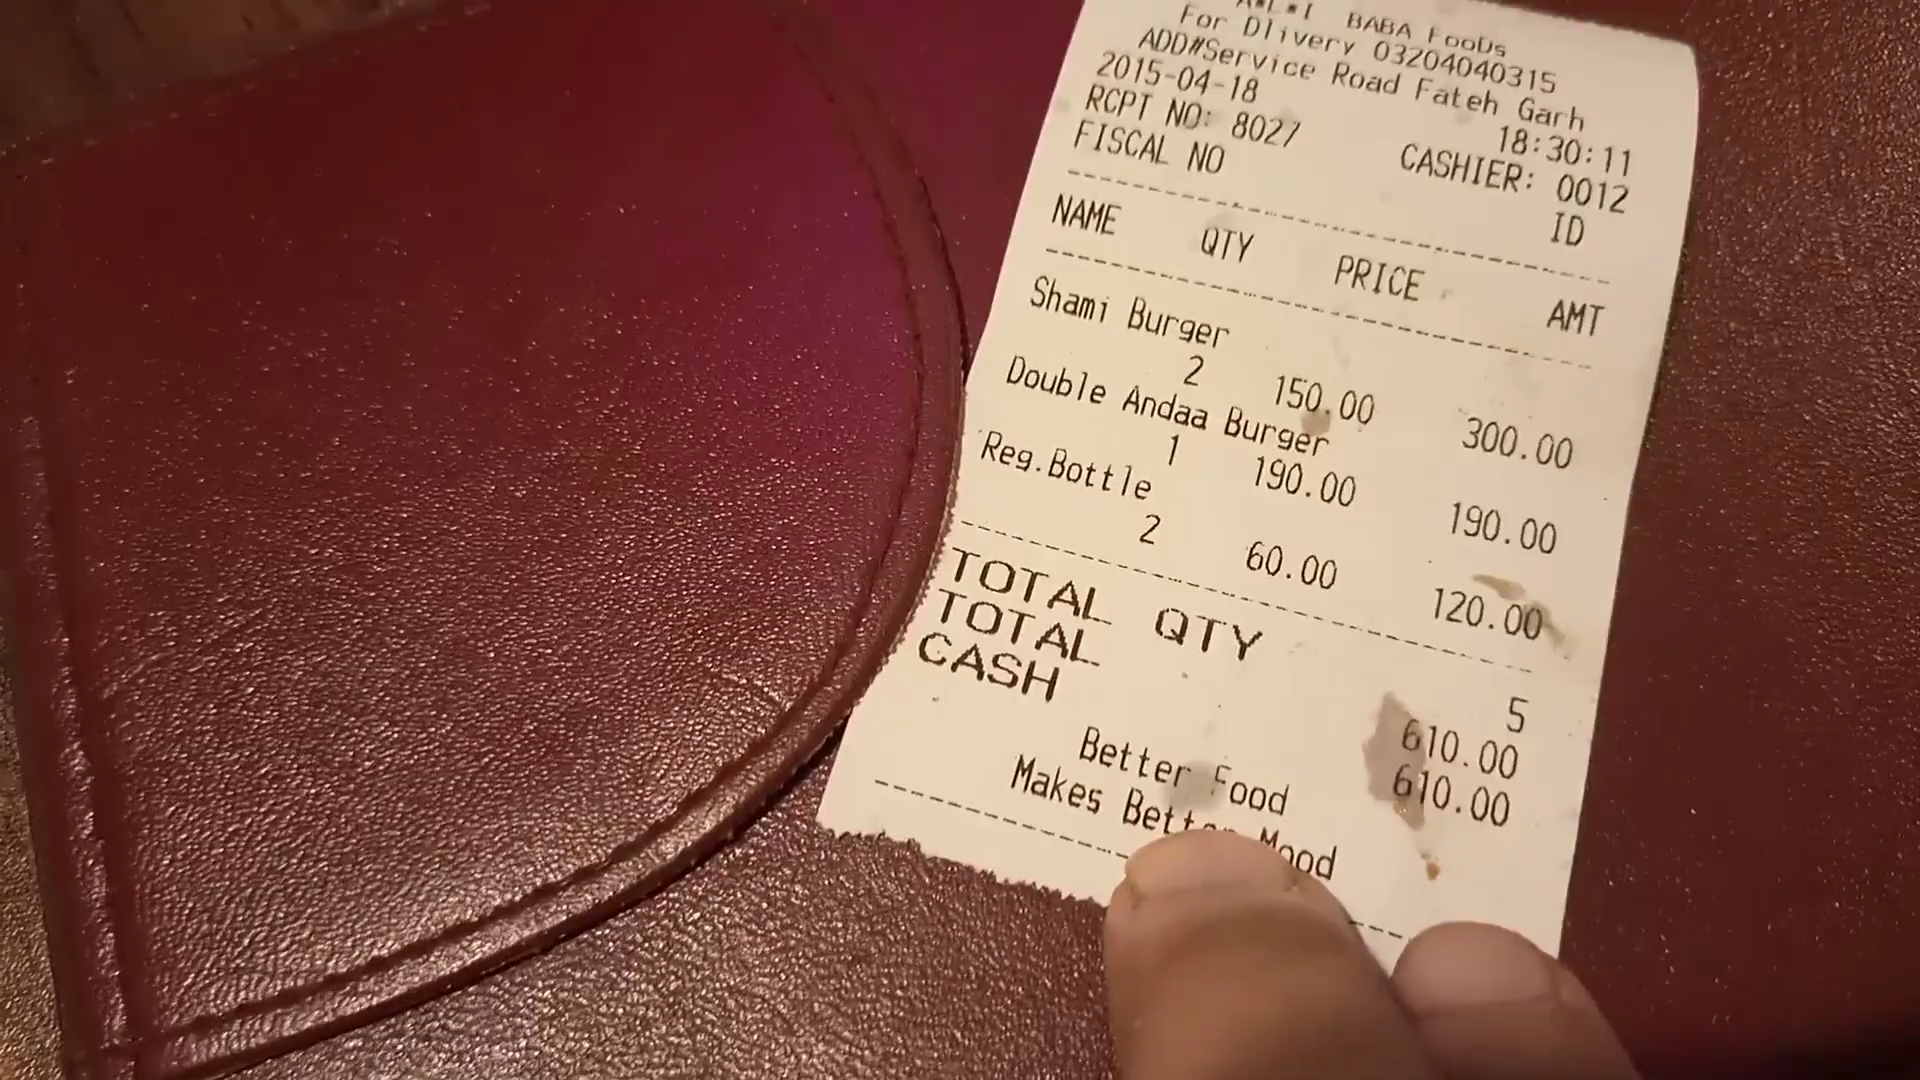 A*L*I BABA FooDs
For Dlivery 03204040315
ADD#Service Road Fateh Garh
2015-04-18 18:30:11
RCPT NO: 8027 CASHIER: 0012
FISCAL NO ID
NAME QTY PRICE AMT
Shami Burger
2 150.00 300.00
Double Andaa Burger
1 190.00 190.00
Reg.Bottle
2 60.00 120.00
TOTAL QTY 5
TOTAL 610.00
CASH 610.00
Better Food
Makes Better Mood